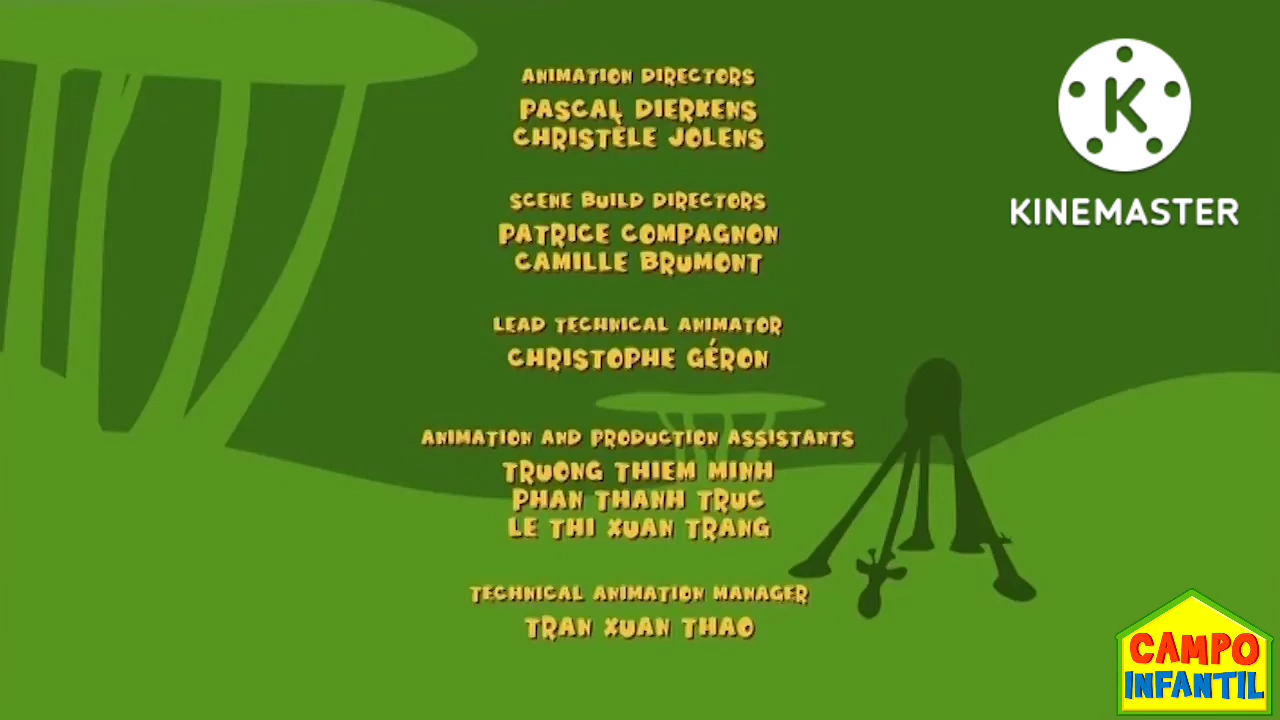 ANIMATION DIRECTORS
PASCAL DIERKENS
CHRISTÈLE JOLENS
SCENE BUILD DIRECTORS
PATRICE COMPAGNON
CAMILLE BRUMONT
LEAD TECHNICAL ANIMATOR
CHRISTOPHE GÉRON
ANIMATION AND PRODUCTION ASSISTANTS
TRUONG THIEM MINH
PHAN THANH TRUC
LE THI XUAN TRANG
TECHNICAL ANIMATION MANAGER
TRAN XUAN THAO
K
KINEMASTER
CAMPO
INFANTIL